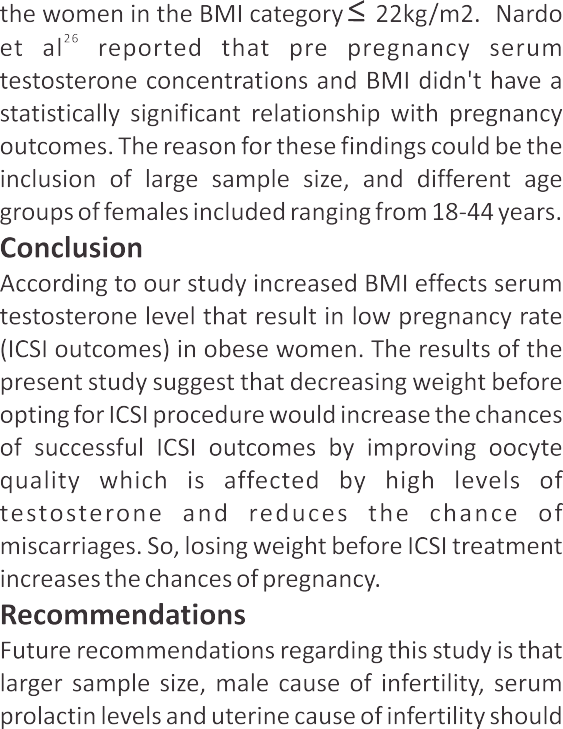 the women in the BMI category ≤ 22kg/m2. Nardo
et al26 reported that pre pregnancy serum
testosterone concentrations and BMI didn't have a
statistically significant relationship with pregnancy
outcomes. The reason for these findings could be the
inclusion of large sample size, and different age
groups of females included ranging from 18-44 years.
Conclusion
According to our study increased BMI effects serum
testosterone level that result in low pregnancy rate
(ICSI outcomes) in obese women. The results of the
present study suggest that decreasing weight before
opting for ICSI procedure would increase the chances
of successful ICSI outcomes by improving oocyte
quality which is affected by high levels of
testosterone and reduces the chance of
miscarriages. So, losing weight before ICSI treatment
increases the chances of pregnancy.
Recommendations
Future recommendations regarding this study is that
larger sample size, male cause of infertility, serum
prolactin levels and uterine cause of infertility should